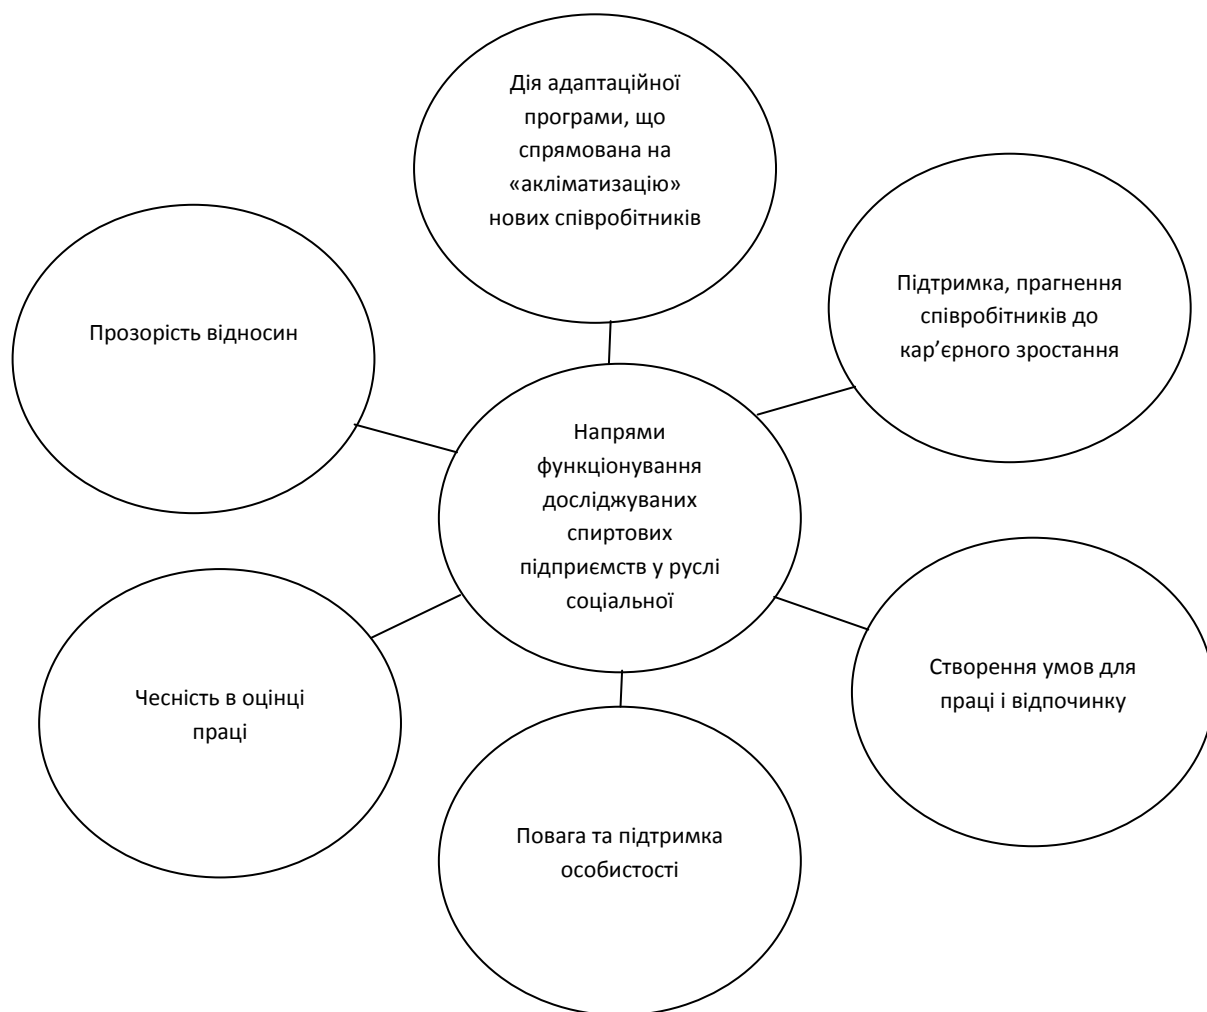 Дія адаптаційної
програми, що
спрямована на
«акліматизацію»
нових співробітників
Підтримка, прагнення
співробітників до
кар’єрного зростання
Прозорість відносин
Напрями
функціонування
досліджуваних
спиртових
підприємств у руслі
соціальної
Створення умов для
праці і відпочинку
Чесність в оцінці
праці
Повага та підтримка
особистості